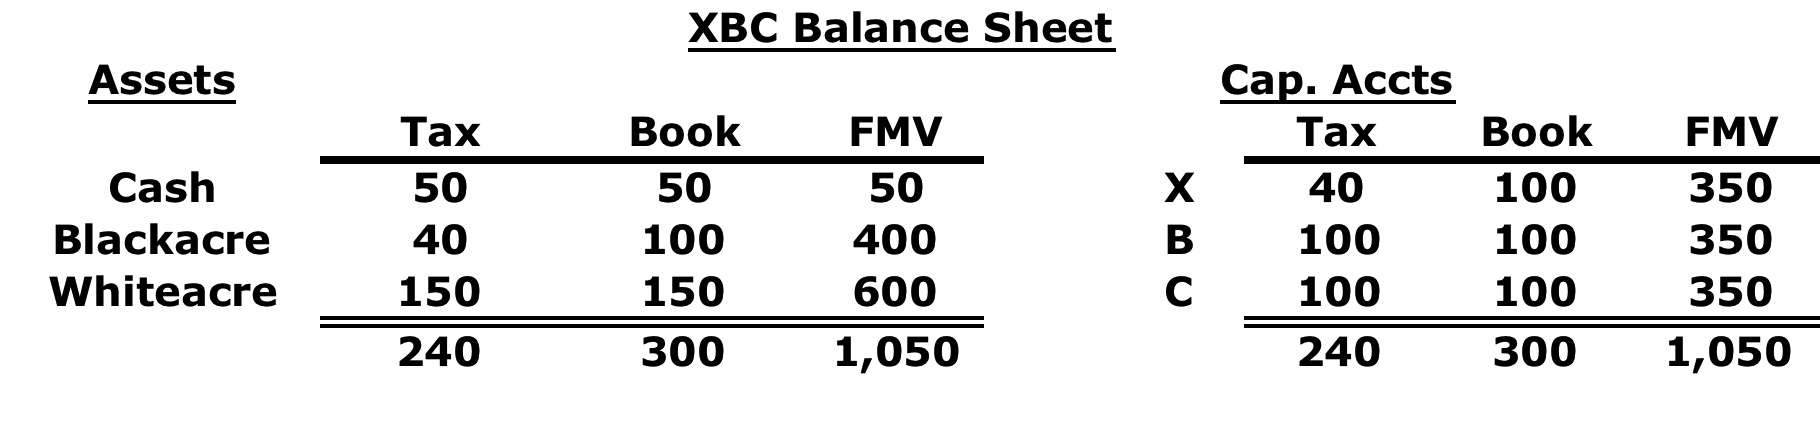 XBC Balance Sheet
Assets Cap. Accts
Tax Book FMV Tax Book FMV
Cash 50 50 50 X 40 100 350
Blackacre 40 100 400 B 100 100 350
Whiteacre 150 150 600 C 100 100 350
240 300 1,050 240 300 1,050